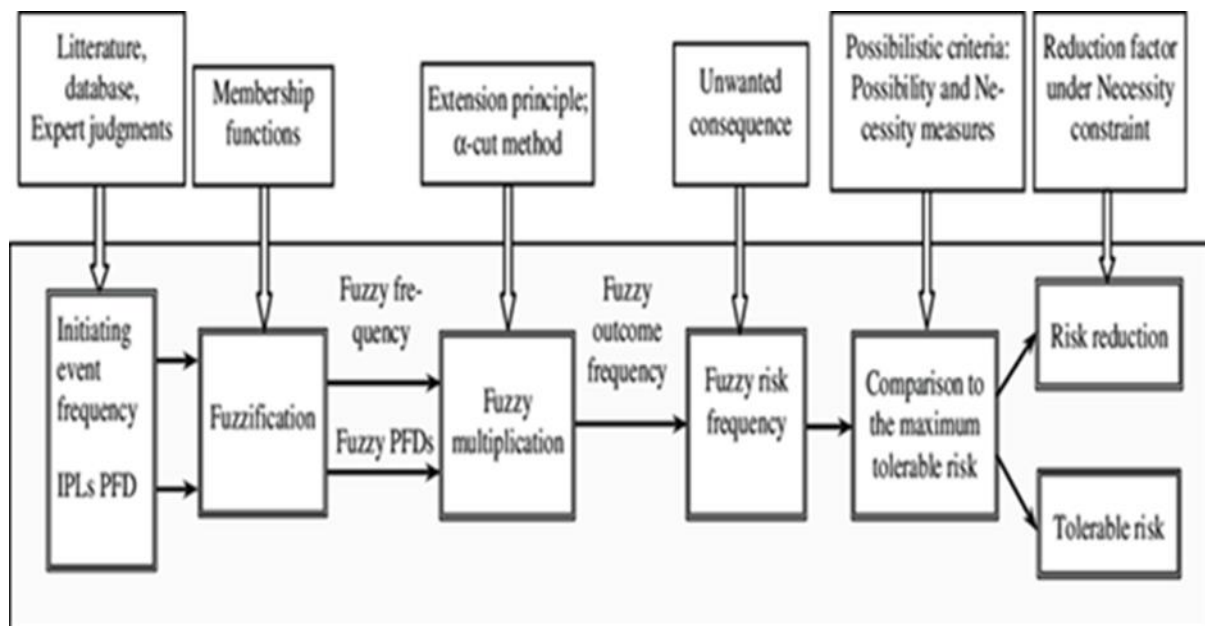 Litterature,
database,
Expert judgments
Membership
functions
Extension principle;
α-cut method
Unwanted
consequence
Possibilistic criteria:
Possibility and Ne-
cessity measures
Reduction factor
under Necessity
constraint
Initiating
event
frequency
IPLs PFD
Fuzzification
Fuzzy fre-
quency
Fuzzy PFDs
Fuzzy
multiplication
Fuzzy
outcome
frequency
Fuzzy risk
frequency
Comparison to
the maximum
tolerable risk
Risk reduction
Tolerable risk